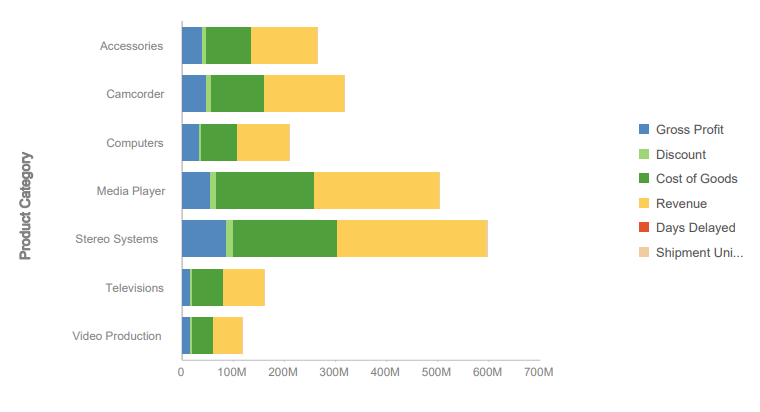 Product Category
Accessories
Camcorder
Computers
Media Player
Stereo Systems
Televisions
Video Production
0 100M 200M 300M 400M 500M 600M 700M
Gross Profit
Discount
Cost of Goods
Revenue
Days Delayed
Shipment Uni...